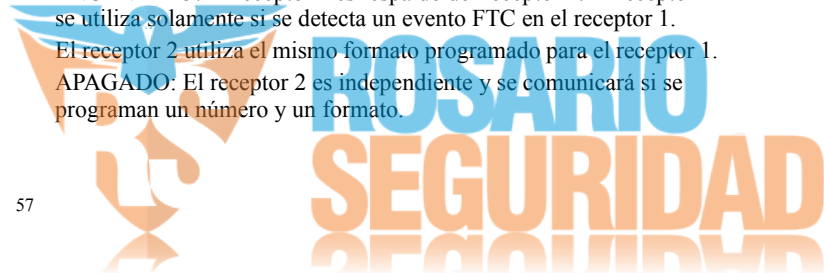 se utiliza solamente si se detecta un evento FTC en el receptor 1.
El receptor 2 utiliza el mismo formato programado para el receptor 1.
APAGADO: El receptor 2 es independiente y se comunicará si se
programan un número y un formato.
ROSARIO
SEGURIDAD
57